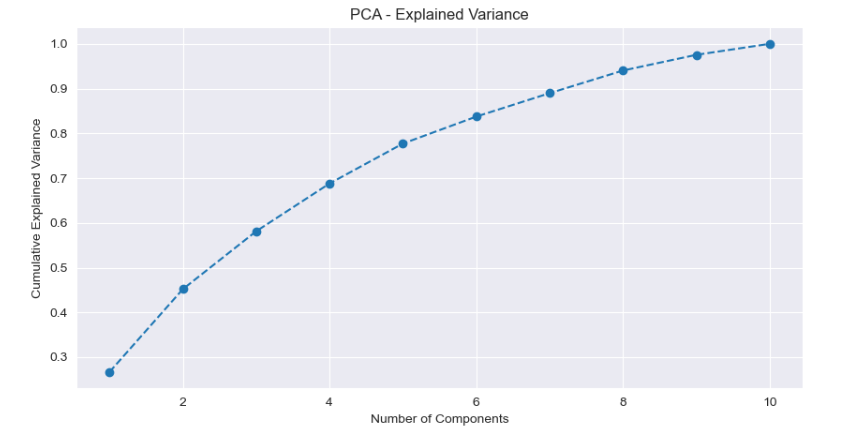 PCA - Explained Variance
1.0
0.9
0.8
0.7
0.6
0.5
0.4
0.3
Cumulative Explained Variance
2 4 6 8 10
Number of Components